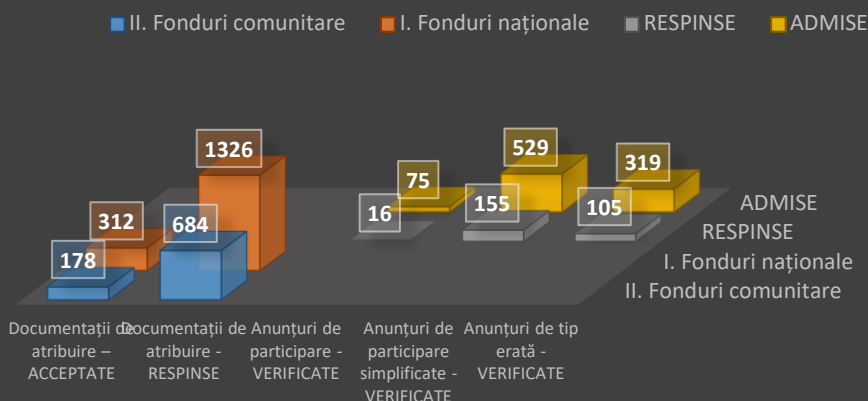 II. Fonduri comunitare I. Fonduri naționale RESPINSE ADMISE
1326
529
319
75
312
684
16
155
105
178
ADMISE
RESPINSE
I. Fonduri naționale
II. Fonduri comunitare
Documentații de
atribuire –
ACCEPTATE
Documentații de
atribuire -
RESPINSE
Anunțuri de
participare -
VERIFICATE
Anunțuri de
participare
simplificate -
VERIFICATE
Anunțuri de tip
erată -
VERIFICATE